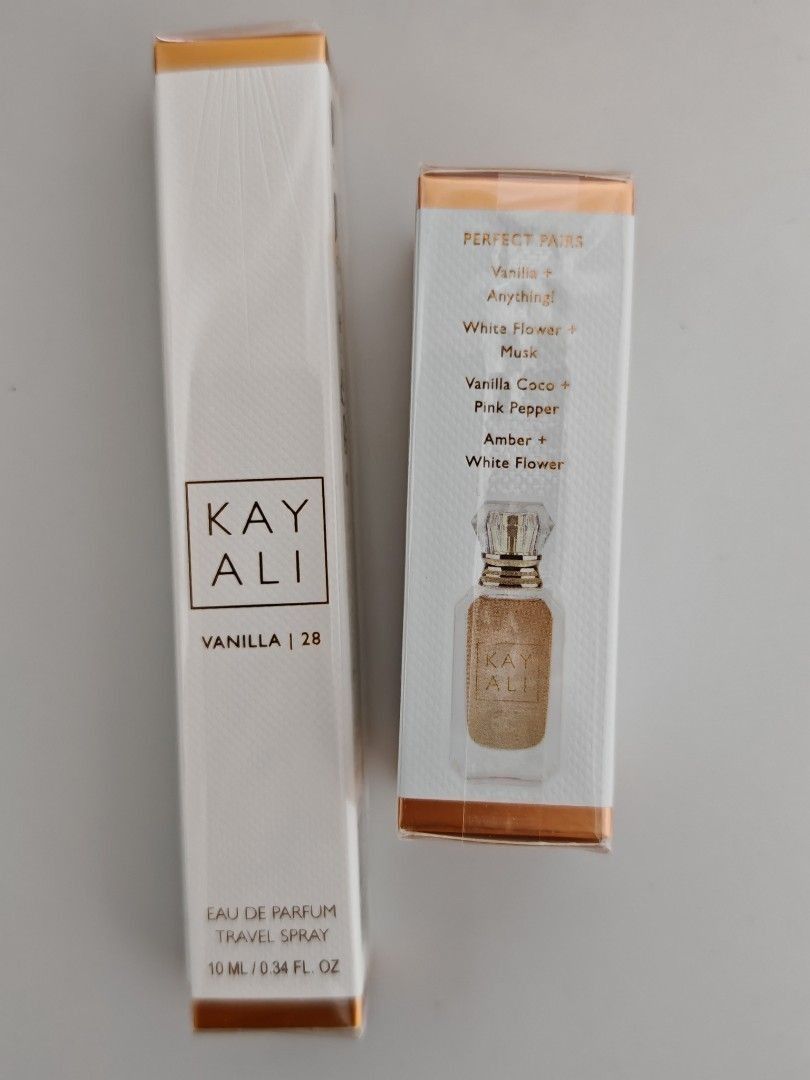 KAY
ALI
VANILLA | 28
EAU DE PARFUM
TRAVEL SPRAY
10 ML / 0.34 FL. OZ
PERFECT PAIRS
Vanilla +
Anything!
White Flower +
Musk
Vanilla Coco +
Pink Pepper
Amber +
White Flower
KAY
ALI